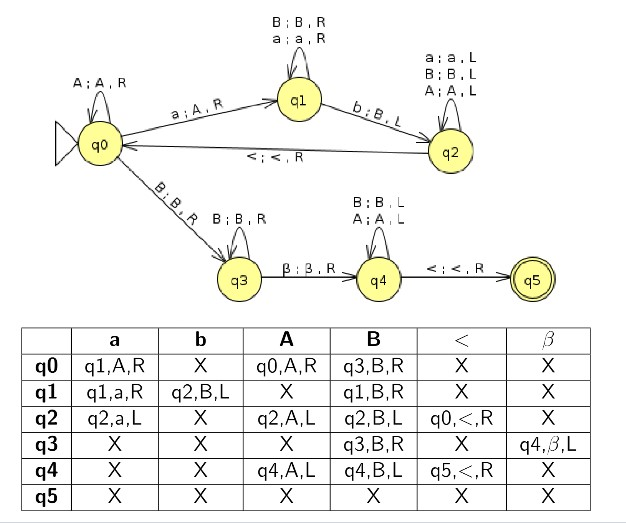 B ; B , R
a ; a , R
A ; A , R
a ; A , R
q1
b ; B , L
a ; a , L
B ; B , L
A ; A , L
q0
q2
< ; < , R
B ; B , R
B ; B , R
B ; B , L
A ; A , L
q3
β ; β , R
q4
< ; < , R
q5
a b A B < β
q0 q1,A,R X q0,A,R q3,B,R X X
q1 q1,a,R q2,B,L X q1,B,R X X
q2 q2,a,L X q2,A,L q2,B,L q0,<,R X
q3 X X X q3,B,R X q4,β,L
q4 X X q4,A,L q4,B,L q5,<,R X
q5 X X X X X X